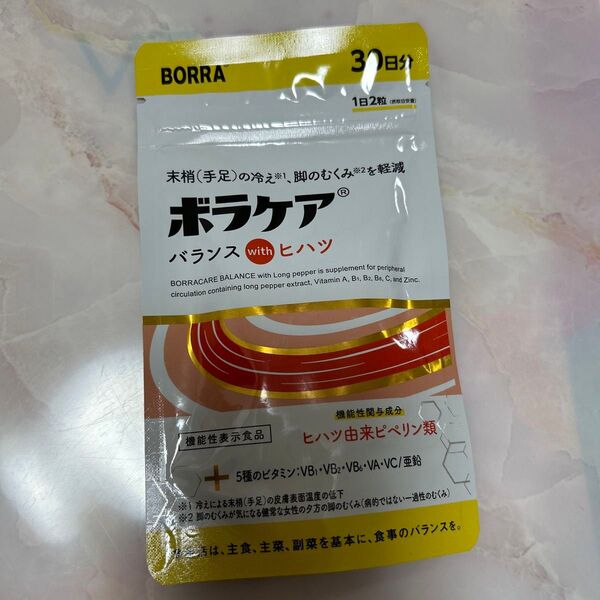 BORRA
30日分
1日2粒(摂取目安量)
末梢(手足)の冷え※1、脚のむくみ※2を軽減
ボラケア®
バランス with ヒハツ
BORRACARE BALANCE with Long pepper is supplement for peripheral
circulation containing long pepper extract, Vitamin A, B1, B2, B6, C, and Zinc.
機能性関与成分
機能性表示食品
ヒハツ由来ピペリン類
+ 5種のビタミン:VB1・VB2・VB6・VA・VC/亜鉛
※1 冷えによる末梢(手足)の皮膚表面温度の低下
※2 脚のむくみが気になる健常な女性の夕方の脚のむくみ(病的ではない一過性のむくみ)
は、主食、主菜、副菜を基本に、食事のバランスを。